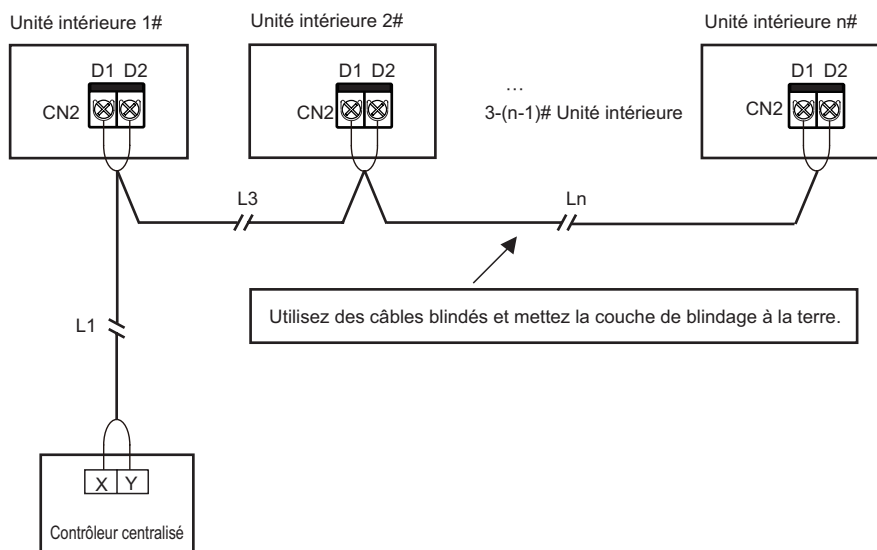 Unité intérieure 1#
Unité intérieure 2#
Unité intérieure n#
D1 D2
D1 D2
D1 D2
CN2
CN2
CN2
...
3-(n-1)# Unité intérieure
L3
Ln
Utilisez des câbles blindés et mettez la couche de blindage à la terre.
L1
X Y
Contrôleur centralisé